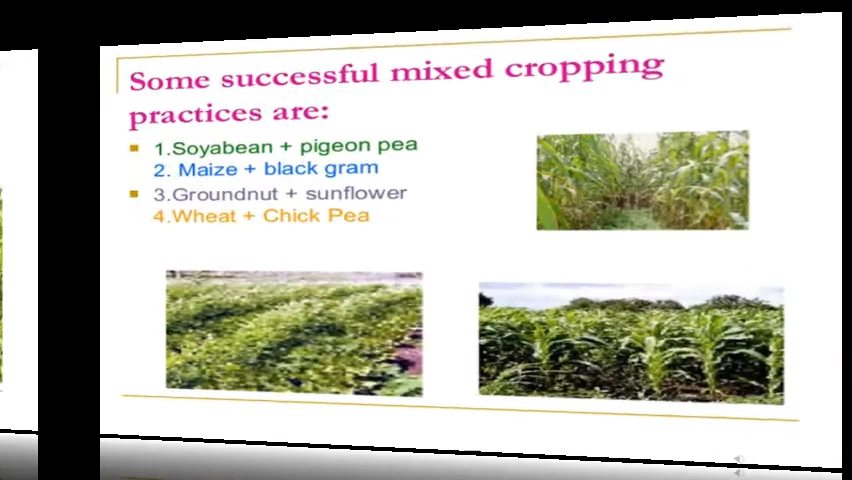 Some successful mixed cropping
practices are:
1.Soyabean + pigeon pea
2. Maize + black gram
3.Groundnut + sunflower
4.Wheat + Chick Pea